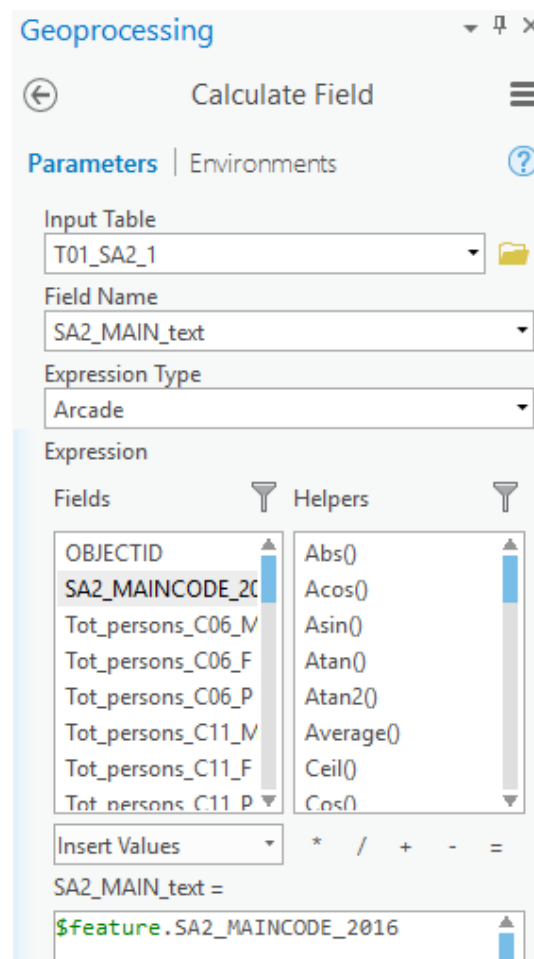 Geoprocessing
Calculate Field
Parameters | Environments
Input Table
T01_SA2_1
Field Name
SA2_MAIN_text
Expression Type
Arcade
Expression
Fields Helpers
OBJECTID Abs()
SA2_MAINCODE_20 Acos()
Tot_persons_C06_M Asin()
Tot_persons_C06_F Atan()
Tot_persons_C06_P Atan2()
Tot_persons_C11_M Average()
Tot_persons_C11_F Ceil()
Tot_persons_C11_P Cos()
Insert Values * / + - =
SA2_MAIN_text =
$feature.SA2_MAINCODE_2016